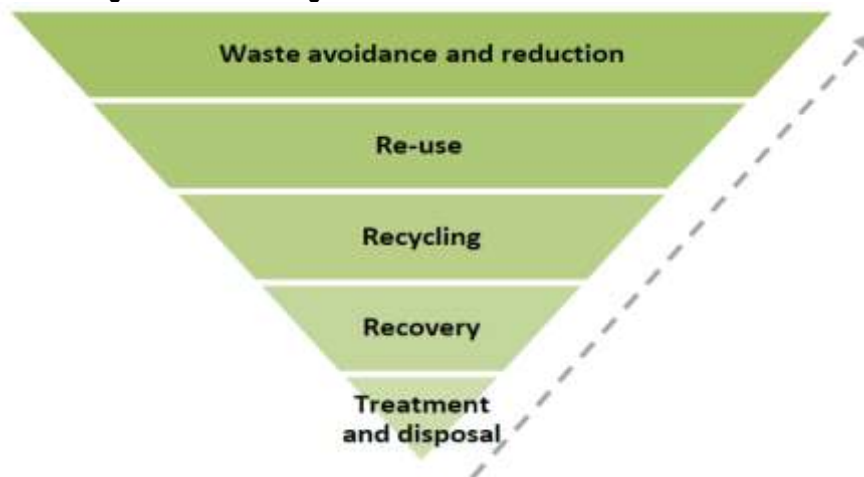 Waste avoidance and reduction
Re-use
Recycling
Recovery
Treatment
and disposal